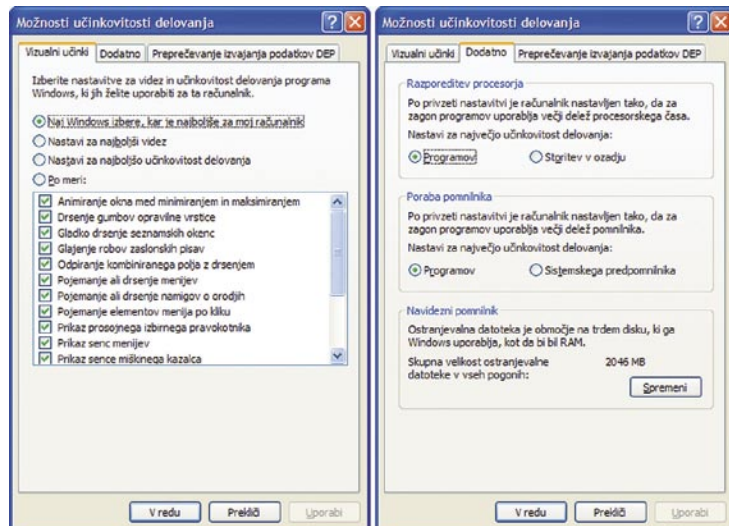 Možnosti učinkovitosti delovanja
Vizualni učinki
Dodatno
Preprečevanje izvajanja podatkov DEP
Izberite nastavitve za videz in učinkovitost delovanja programa
Windows, ki jih želite uporabiti za ta računalnik.
Naj Windows izbere, kar je najboljše za moj računalnik
Nastavi za najboljši videz
Nastavi za najboljšo učinkovitost delovanja
Po meri:
Animiranje okna med minimiranjem in maksimiranjem
Drsenje gumbov opravilne vrstice
Gladko drsenje seznamskih okenc
Glajenje robov zaslonskih pisav
Odpiranje kombiniranega polja z drsenjem
Pojemanje ali drsenje menijev
Pojemanje ali drsenje namigov o orodjih
Pojemanje elementov menija po kliku
Prikaz prosojnega izbirnega pravokotnika
Prikaz senc menijev
Prikaz sence miškinega kazalca
V redu
Prekliči
Uporabi
Možnosti učinkovitosti delovanja
Vizualni učinki
Dodatno
Preprečevanje izvajanja podatkov DEP
Razporeditev procesorja
Po privzeti nastavitvi je računalnik nastavljen tako, da za
zagon programov uporablja večji delež procesorskega časa.
Nastavi za največjo učinkovitost delovanja:
Programov
Storitev v ozadju
Poraba pomnilnika
Po privzeti nastavitvi je računalnik nastavljen tako, da za
zagon programov uporablja večji delež pomnilnika.
Nastavi za največjo učinkovitost delovanja:
Programov
Sistemskega predpomnilnika
Navidezni pomnilnik
Ostranjevalna datoteka je območje na trdem disku, ki ga
Windows uporablja, kot da bi bil RAM.
Skupna velikost ostranjevalne
datoteke v vseh pogonih:
2046 MB
Spremeni
V redu
Prekliči
Uporabi